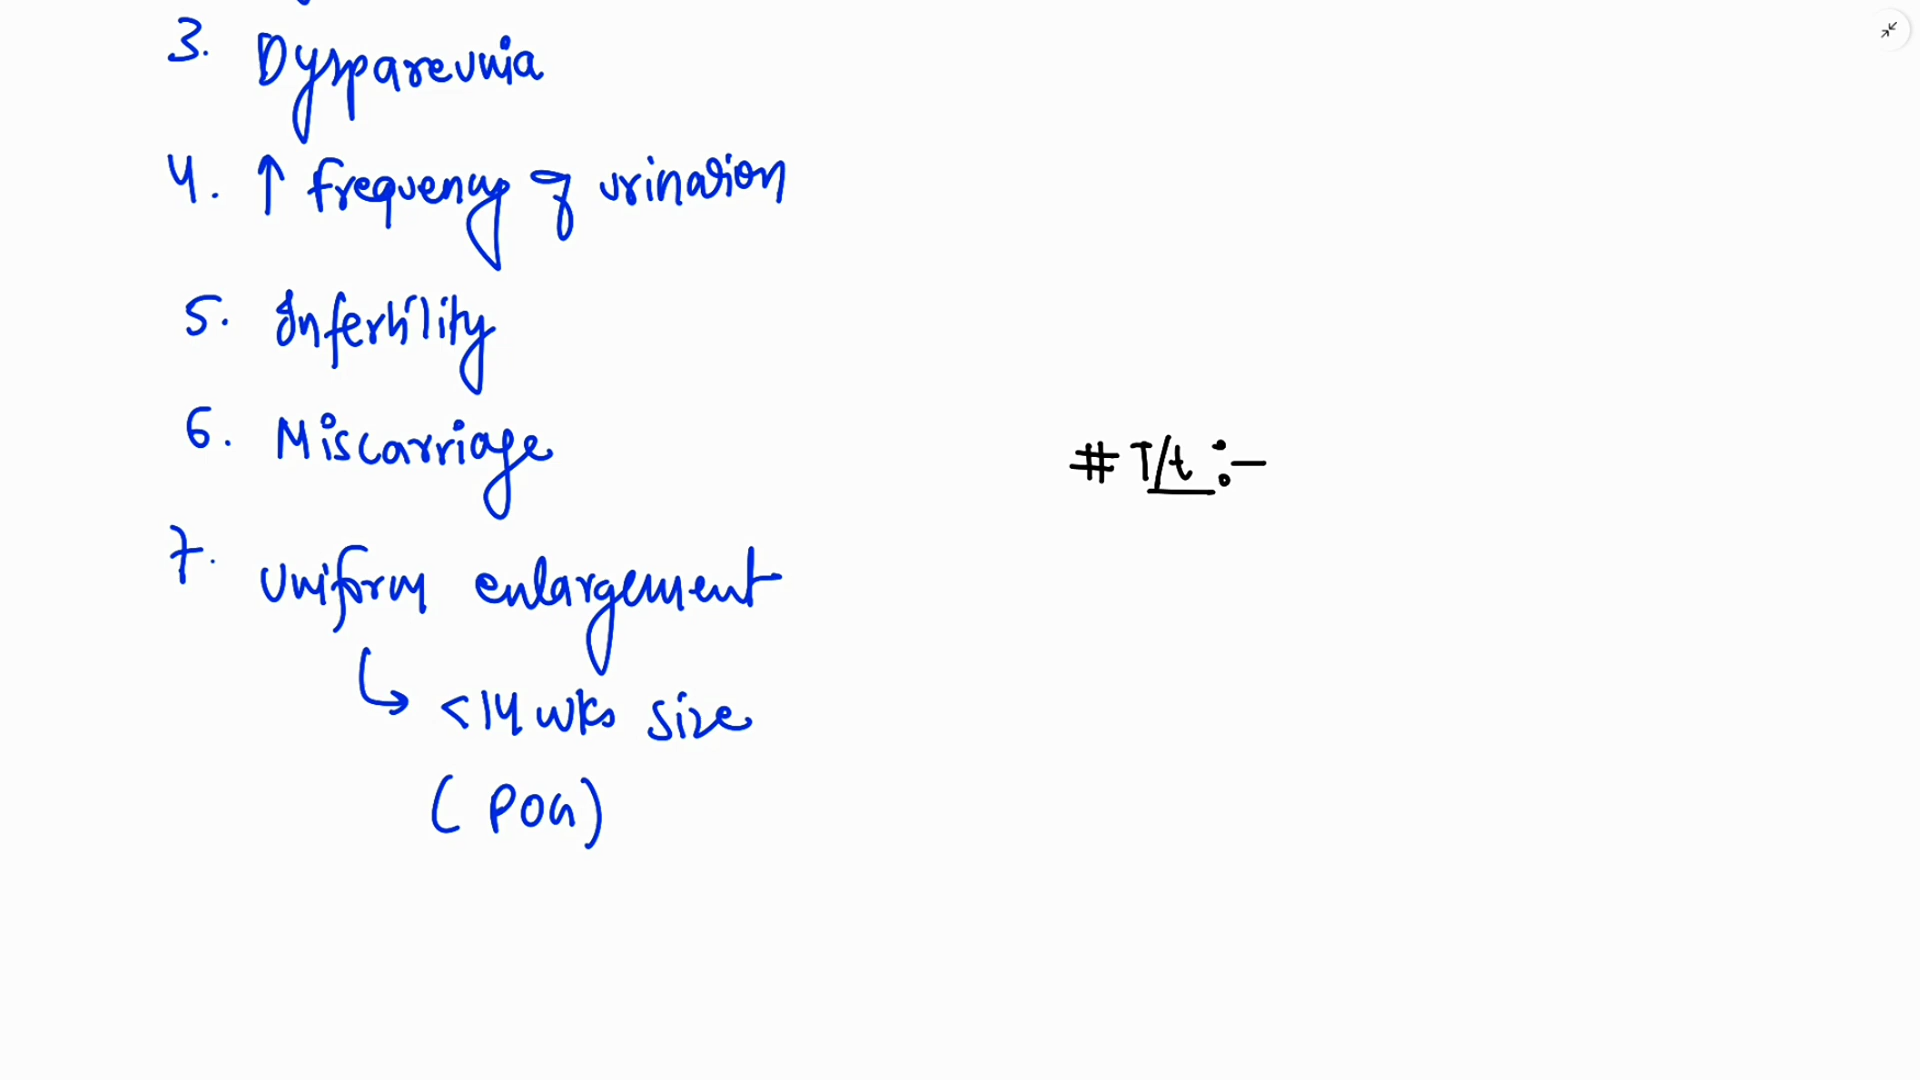 3. Dyspareunia
4. ↑ frequency of urination
5. Infertility
6. Miscarriage
# T/t :-
7. Uniform enlargement
↳ <14 wks size
(POG)